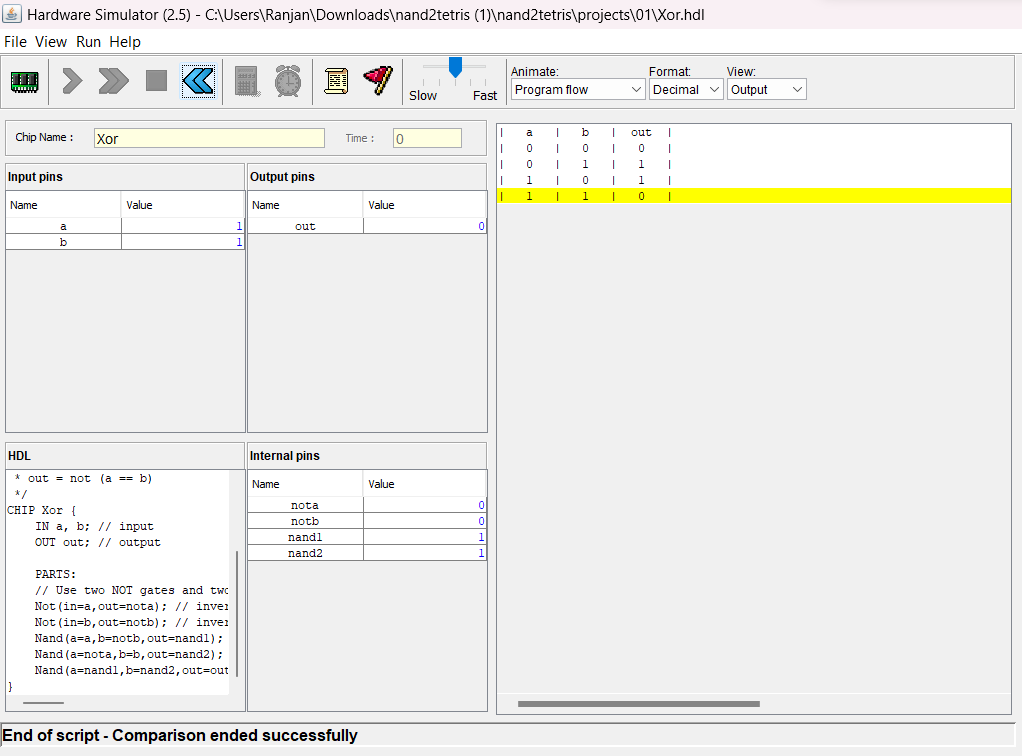 Hardware Simulator (2.5) - C:\Users\Ranjan\Downloads\nand2tetris (1)\nand2tetris\projects\01\Xor.hdl
File View Run Help
Slow Fast
Animate: Format: View:
Program flow Decimal Output
Chip Name : Xor Time : 0
Input pins
Name Value
a 1
b 1
Output pins
Name Value
out 0
HDL
* out = not (a == b)
*/
CHIP Xor {
IN a, b; // input
OUT out; // output
PARTS:
// Use two NOT gates and two
Not(in=a,out=nota); // inver
Not(in=b,out=notb); // inver
Nand(a=a,b=notb,out=nand1);
Nand(a=nota,b=b,out=nand2);
Nand(a=nand1,b=nand2,out=out
}
Internal pins
Name Value
nota 0
notb 0
nand1 1
nand2 1
| a | b | out |
| 0 | 0 | 0 |
| 0 | 1 | 1 |
| 1 | 0 | 1 |
| 1 | 1 | 0 |
End of script - Comparison ended successfully